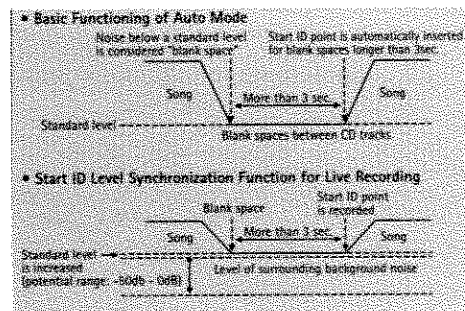 • Basic Functioning of Auto Mode
Noise below a standard level
is considered "blank space"
Start ID point is automatically inserted
for blank spaces longer than 3sec.
Song
More than 3 sec.
Song
Standard level
Blank spaces between CD tracks
• Start ID Level Synchronization Function for Live Recording
Blank space
Start ID point
is recorded
Song
More than 3 sec.
Song
Standard level
is increased
(potential range: -60db - 0dB)
Level of surrounding background noise